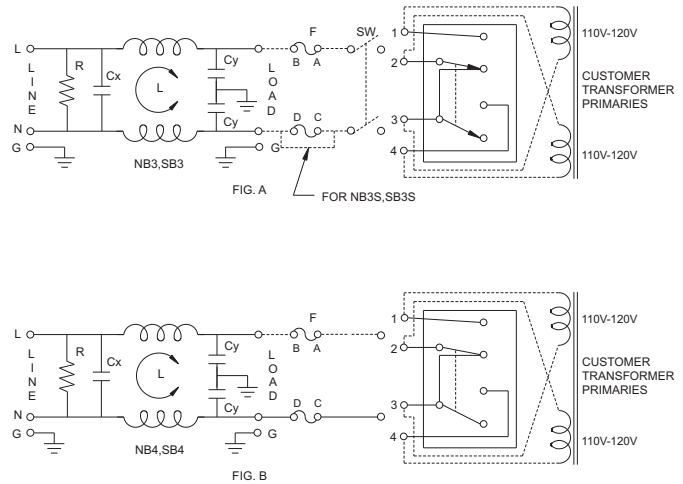 L
L
I
N
E
N
G
R
Cx
L
Cy
Cy
NB3,SB3
L
O
A
D
G
F
B A
D C
SW
FIG. A
FOR NB3S,SB3S
1
2
3
4
110V-120V
CUSTOMER
TRANSFORMER
PRIMARIES
110V-120V
L
L
I
N
E
N
G
R
Cx
L
Cy
Cy
NB4,SB4
L
O
A
D
G
F
B A
D C
FIG. B
1
2
3
4
110V-120V
CUSTOMER
TRANSFORMER
PRIMARIES
110V-120V